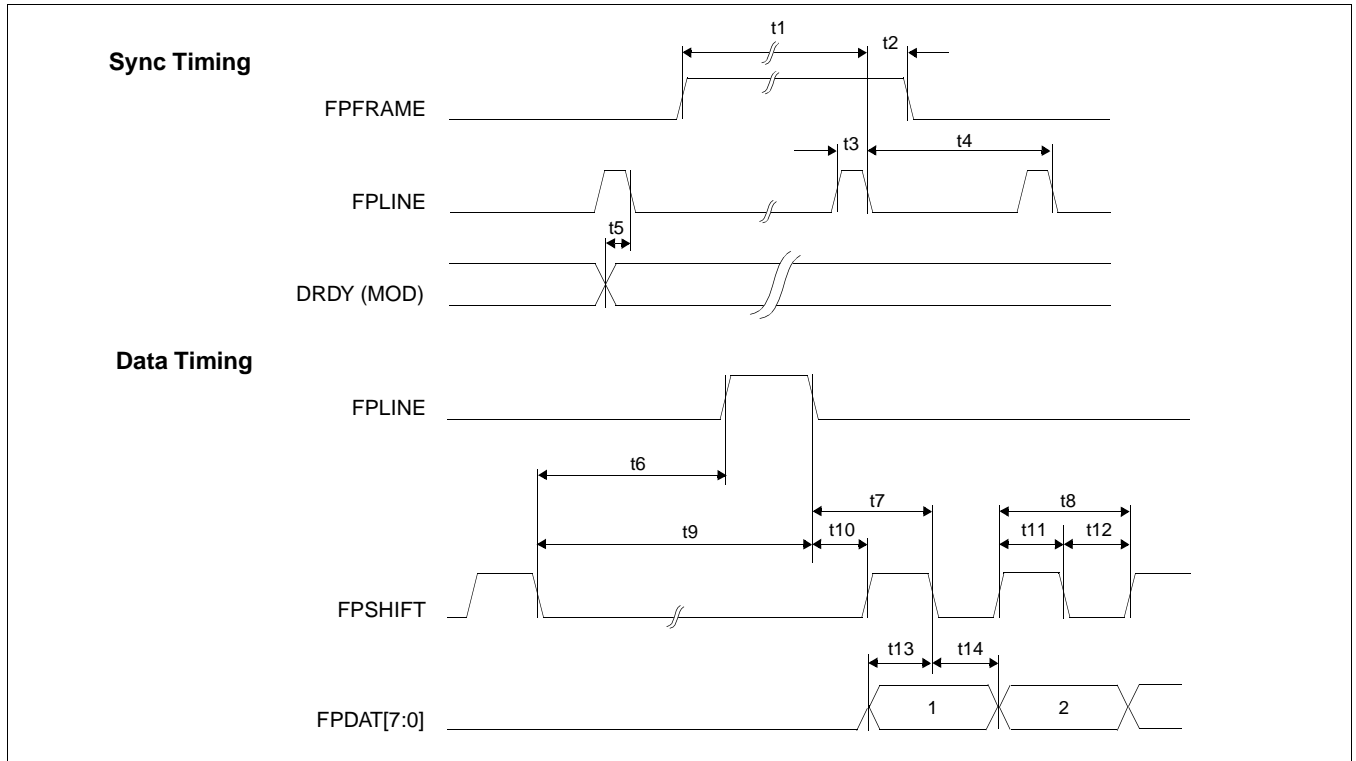 t1
t2
Sync Timing
FPFRAME
t3
t4
FPLINE
t5
DRDY (MOD)
Data Timing
FPLINE
t6
t7
t8
t9
t10
t11
t12
FPSHIFT
t13
t14
FPDAT[7:0]
1
2